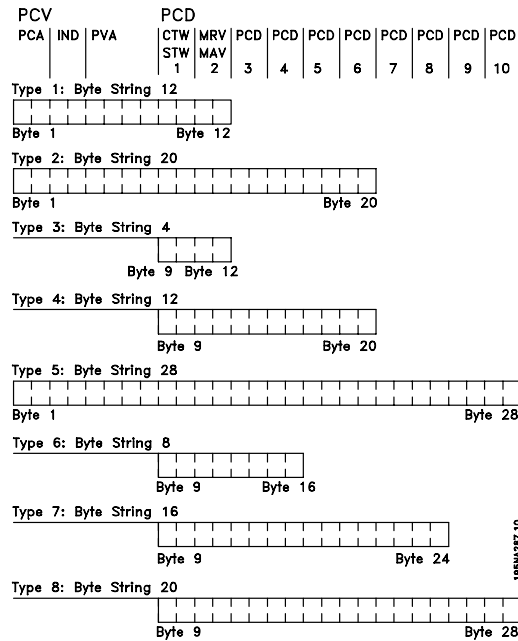 PCV PCD
PCA IND PVA CTW MRV PCD PCD PCD PCD PCD PCD PCD PCD
STW MAV
1 2 3 4 5 6 7 8 9 10
Type 1: Byte String 12
Byte 1 Byte 12
Type 2: Byte String 20
Byte 1 Byte 20
Type 3: Byte String 4
Byte 9 Byte 12
Type 4: Byte String 12
Byte 9 Byte 20
Type 5: Byte String 28
Byte 1 Byte 28
Type 6: Byte String 8
Byte 9 Byte 16
Type 7: Byte String 16
Byte 9 Byte 24
Type 8: Byte String 20
Byte 9 Byte 28
195NA287.10